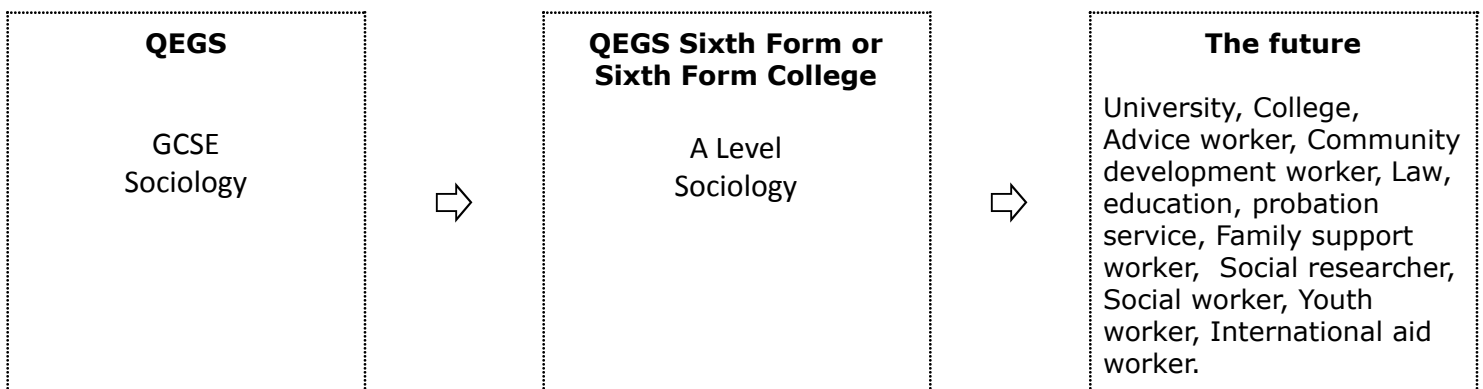 QEGS
GCSE
Sociology
QEGS Sixth Form or
Sixth Form College
A Level
Sociology
The future
University, College,
Advice worker, Community
development worker, Law,
education, probation
service, Family support
worker,  Social researcher,
Social worker, Youth
worker, International aid
worker.